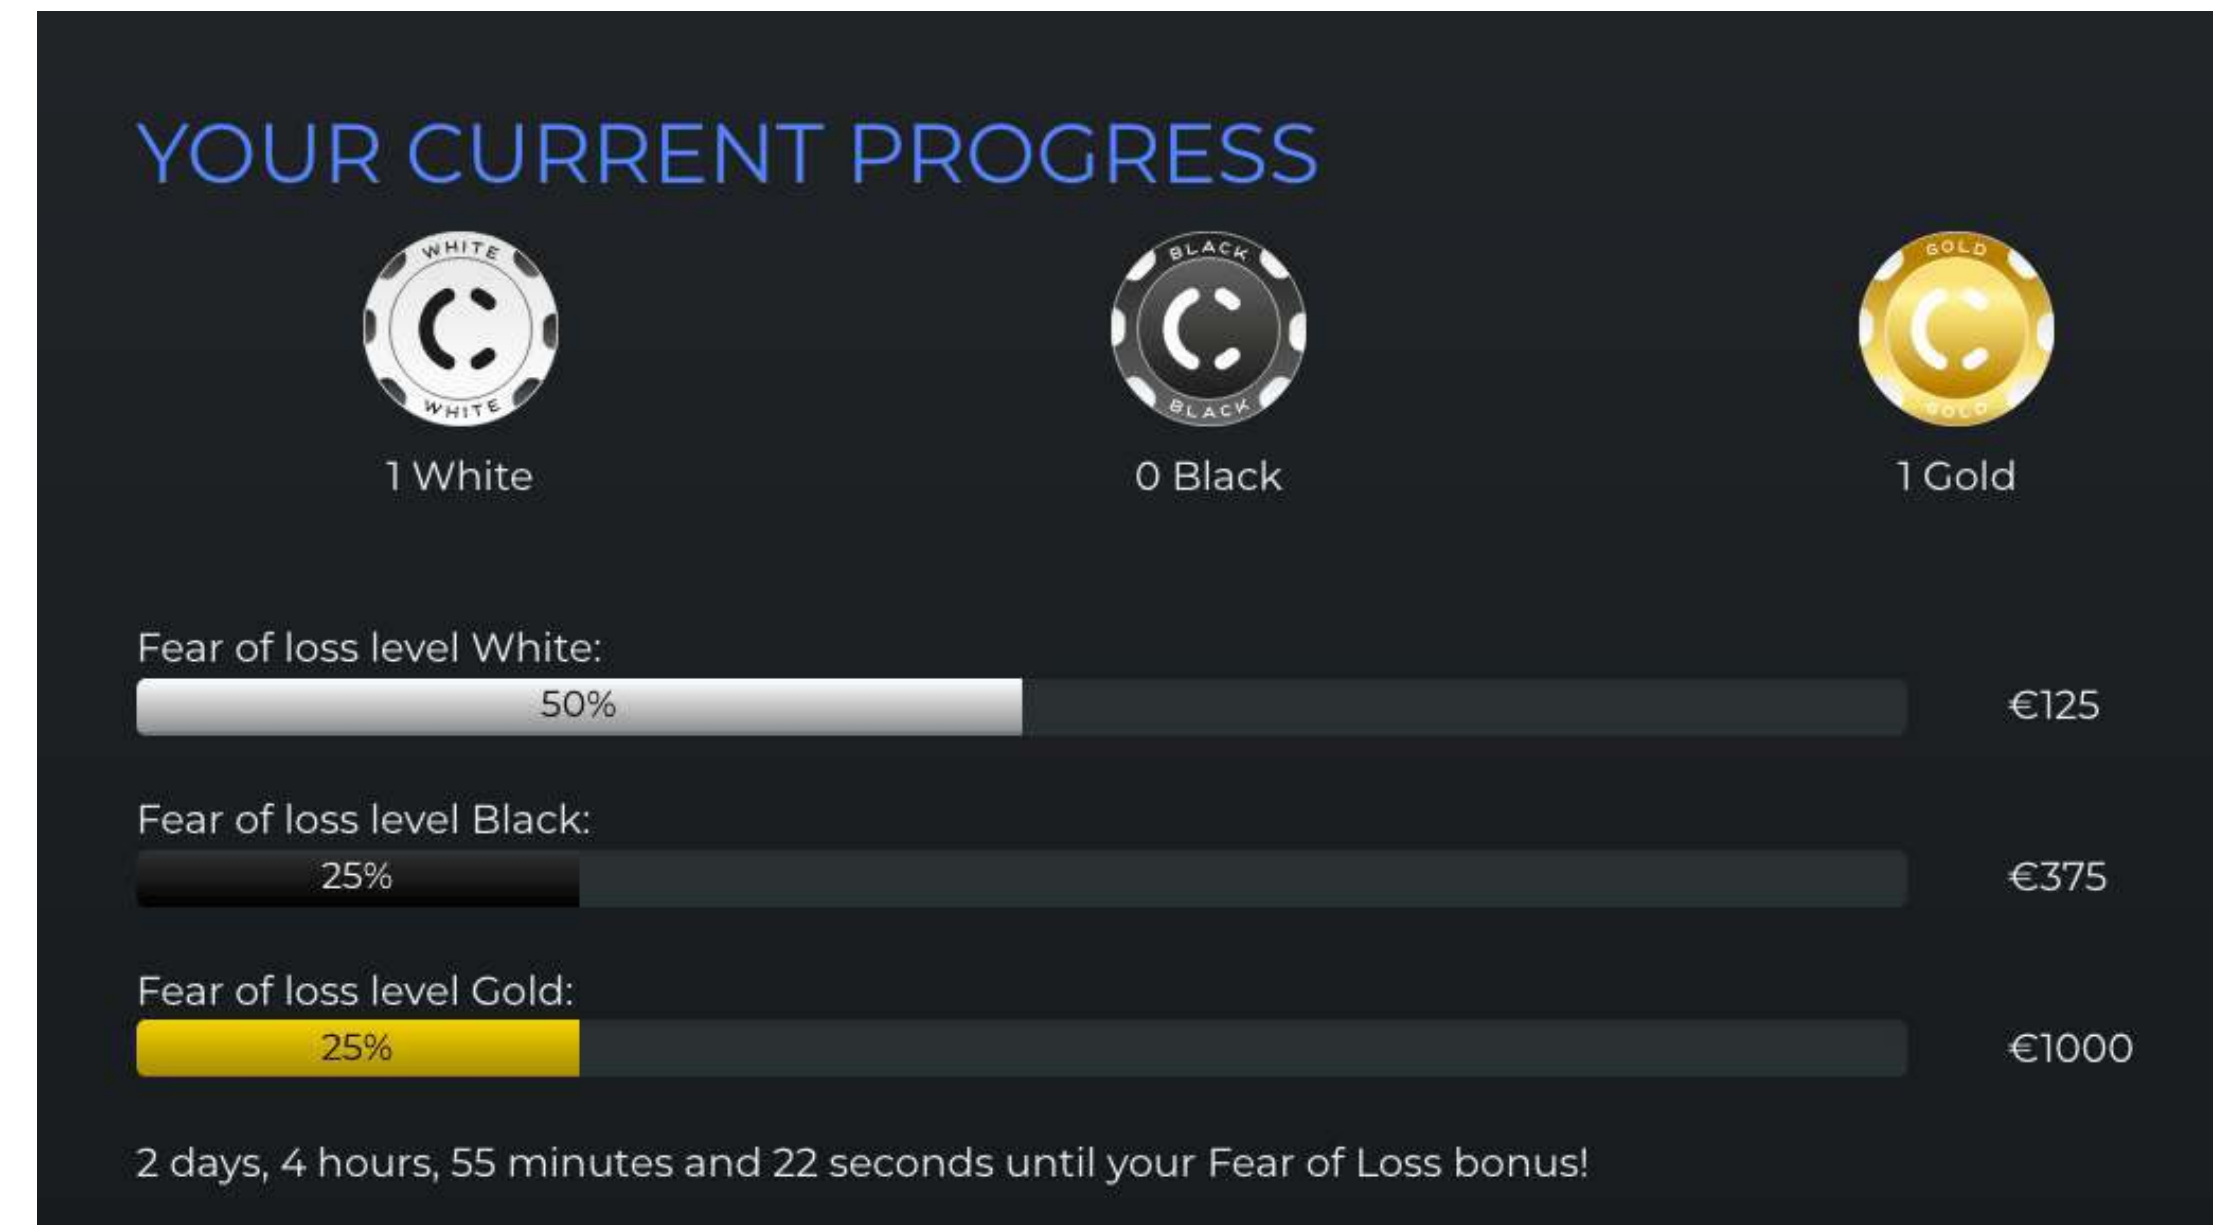 YOUR CURRENT PROGRESS
WHITE
WHITE
BLACK
BLACK
GOLD
GOLD
1 White
0 Black
1 Gold
Fear of loss level White:
50%
€125
Fear of loss level Black:
25%
€375
Fear of loss level Gold:
25%
€1000
2 days, 4 hours, 55 minutes and 22 seconds until your Fear of Loss bonus!